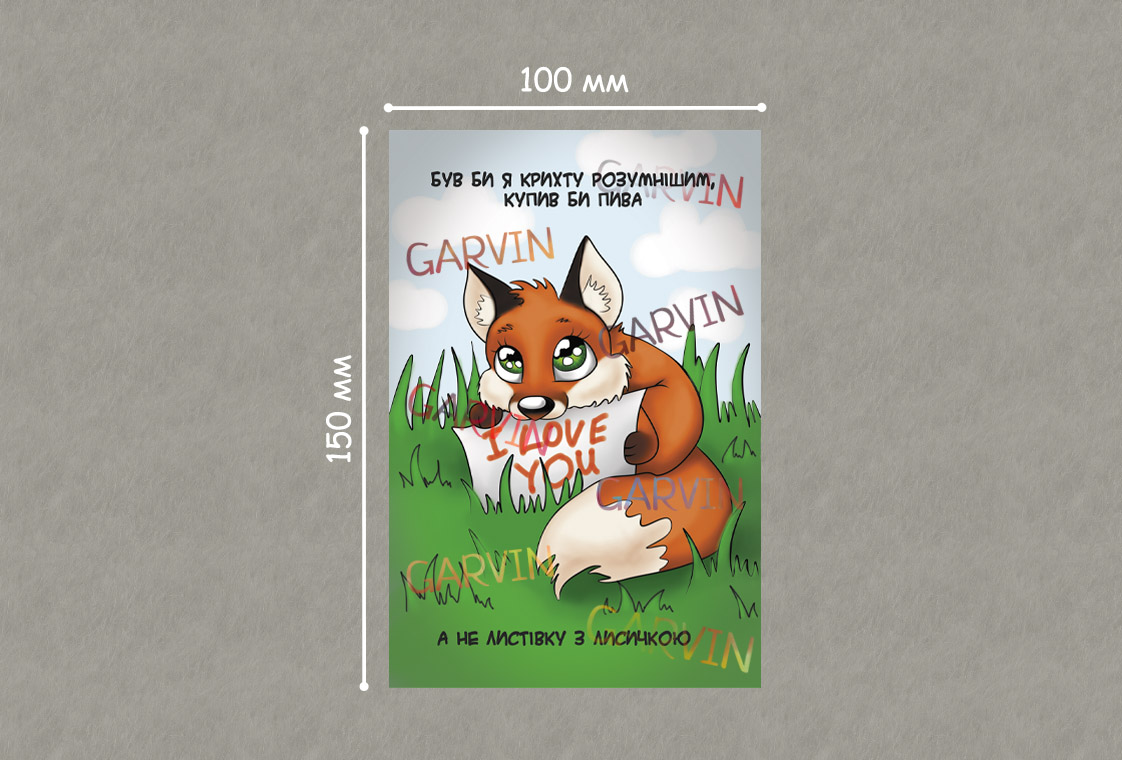 100 мм
150 мм
БУВ БИ Я КРИХТУ РОЗУМНІШИМ,
КУПИВ БИ ПИВА
GARVIN
GARVIN
GARVIN
GARVIN
I LOVE
YOU
GARVIN
GARVIN
GARVIN
А НЕ ЛИСТІВКУ З ЛИСИЧКОЮ